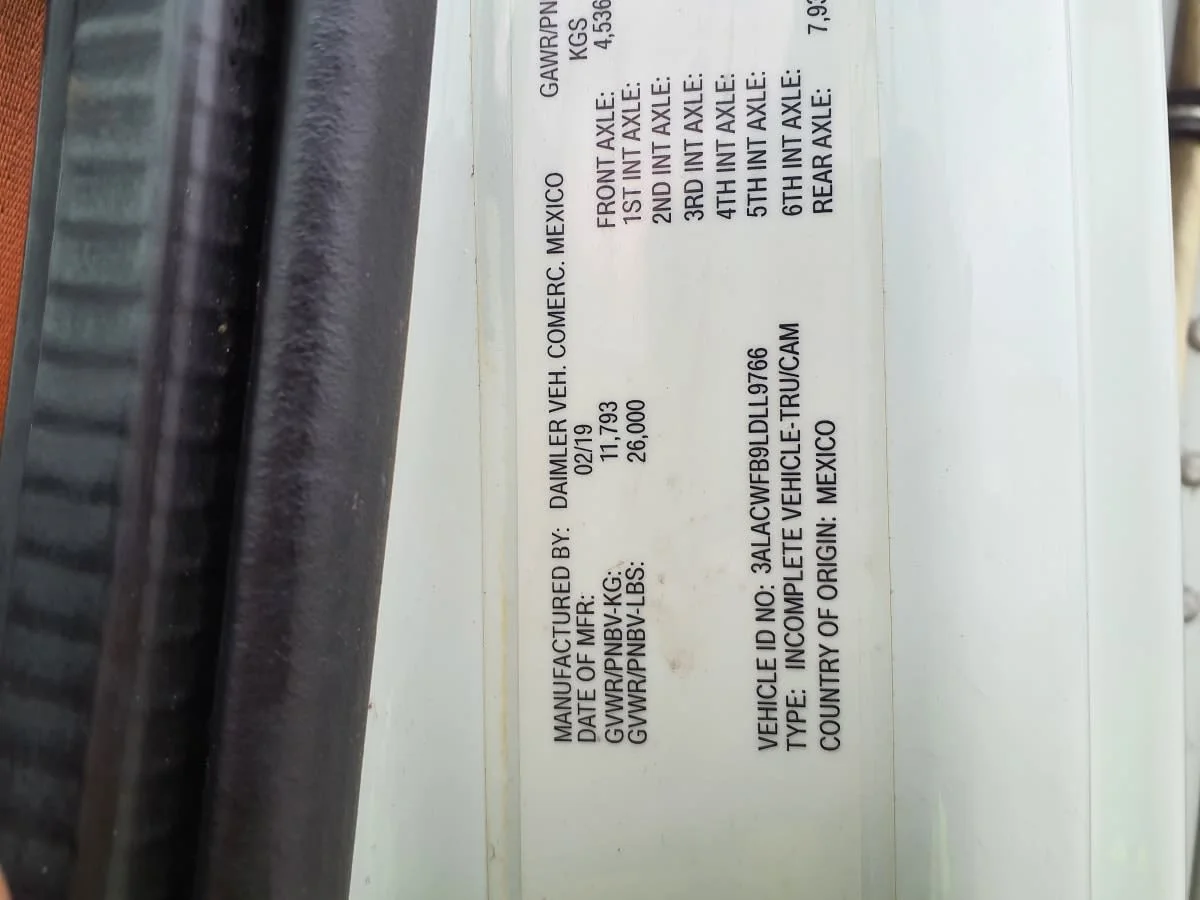 MANUFACTURED BY: DAIMLER VEH. COMERC. MEXICO GAWR/PN
DATE OF MFR: 02/19 KGS
GVWR/PNBV-KG: 11,793 FRONT AXLE: 4,536
GVWR/PNBV-LBS: 26,000 1ST INT AXLE:
2ND INT AXLE:
3RD INT AXLE:
4TH INT AXLE:
5TH INT AXLE:
VEHICLE ID NO: 3ALACWFB9LDLL9766 6TH INT AXLE:
TYPE: INCOMPLETE VEHICLE-TRU/CAM REAR AXLE: 7,93
COUNTRY OF ORIGIN: MEXICO